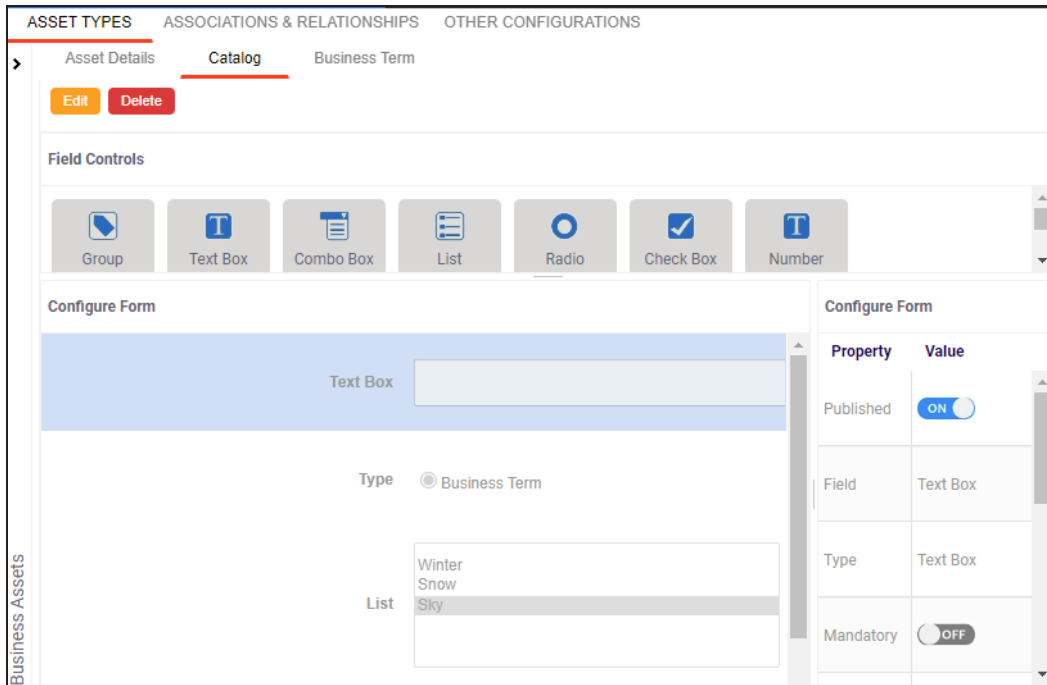 ASSET TYPES ASSOCIATIONS & RELATIONSHIPS OTHER CONFIGURATIONS
Asset Details Catalog Business Term
Edit Delete
Field Controls
T T
Group Text Box Combo Box List Radio Check Box Number
Configure Form
Text Box
Type Business Term
List
Winter
Snow
Sky
Configure Form
Property Value
Published ON
Field Text Box
Type Text Box
Mandatory OFF
Business Assets